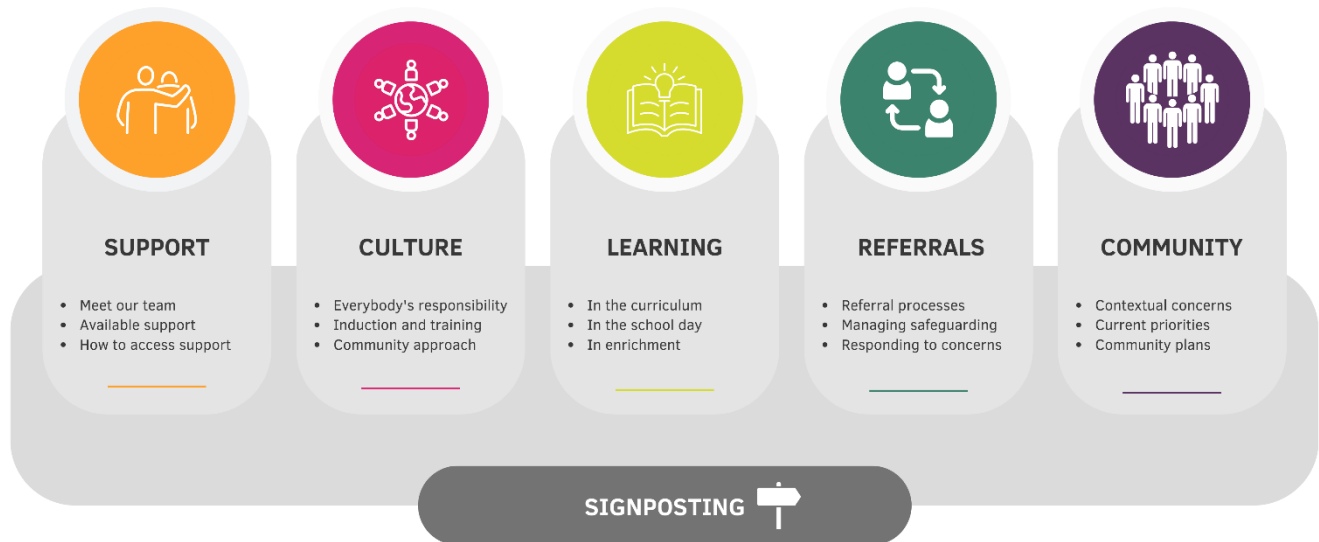 SUPPORT
• Meet our team
• Available support
• How to access support
CULTURE
• Everybody's responsibility
• Induction and training
• Community approach
LEARNING
• In the curriculum
• In the school day
• In enrichment
REFERRALS
• Referral processes
• Managing safeguarding
• Responding to concerns
COMMUNITY
• Contextual concerns
• Current priorities
• Community plans
SIGNPOSTING